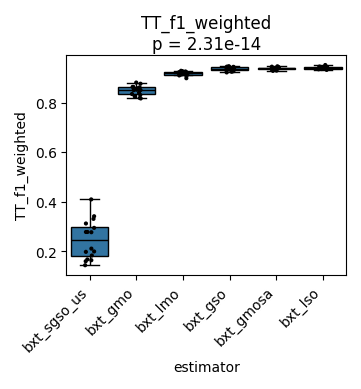 TT_f1_weighted
p = 2.31e-14
TT_f1_weighted
0.8
0.6
0.4
0.2
bxt_sgso_us
bxt_gmo
bxt_lmo
bxt_gso
bxt_gmosa
bxt_lso
estimator